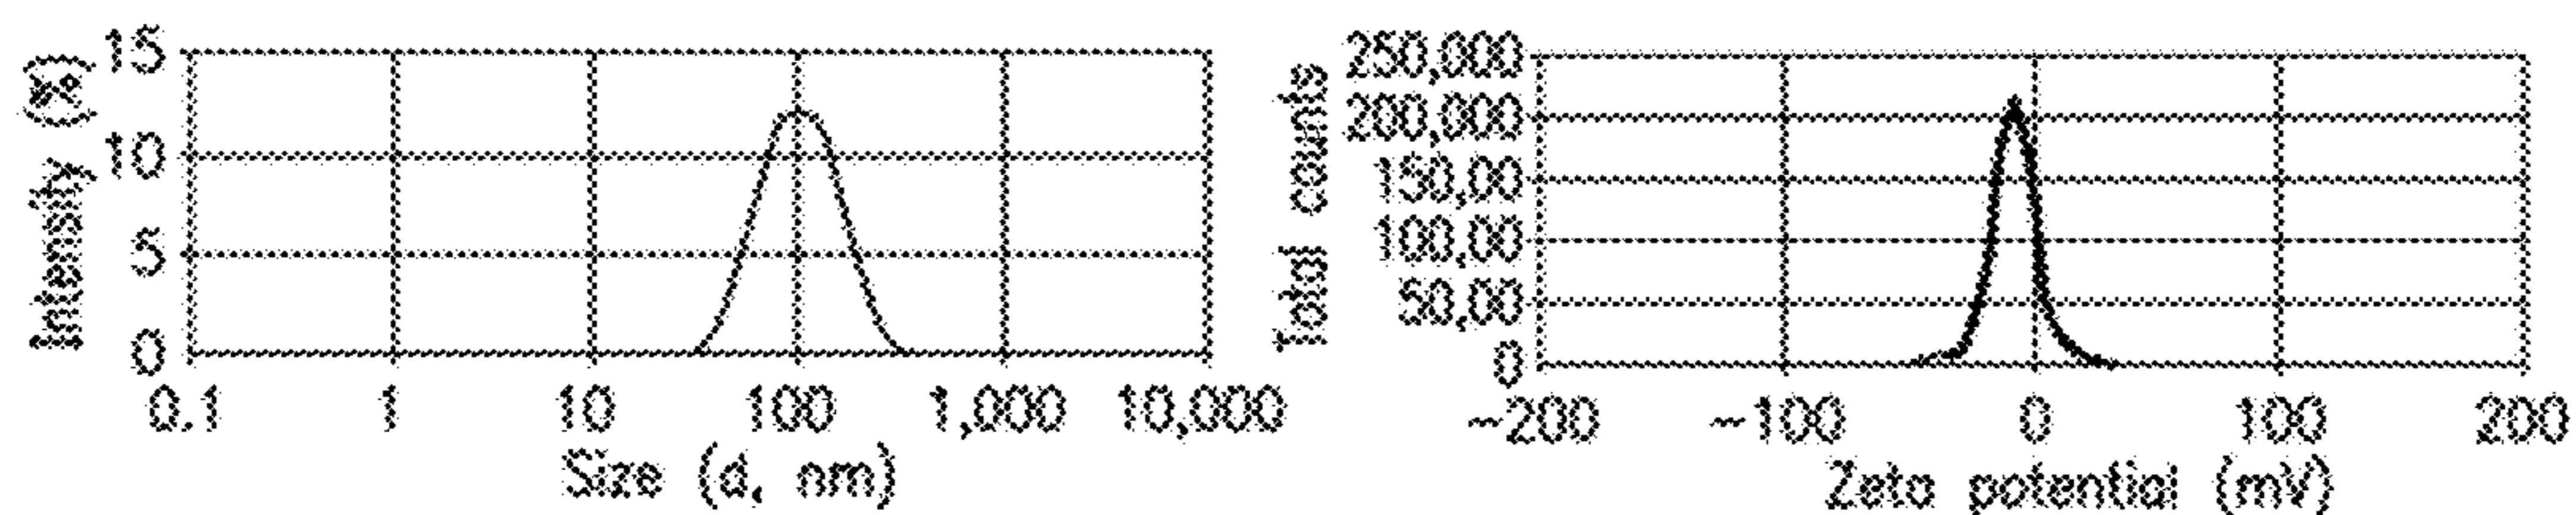 Intensity (%)
15
10
5
0
0.1 1 10 100 1,000 10,000
Size (d, nm)
Total counts
250,000
200,000
150,00
100,00
50,00
0
~200 ~100 0 100 200
Zeta potential (mV)